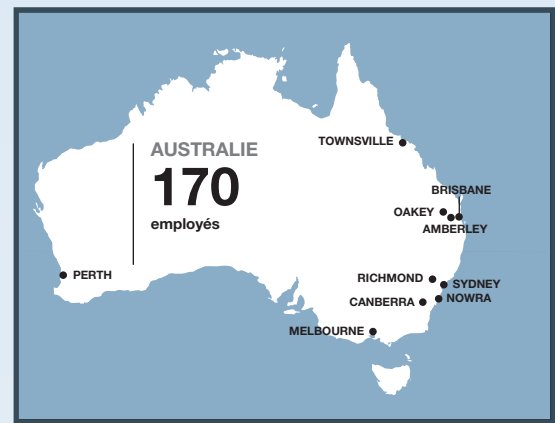 TOWNSVILLE
AUSTRALIE
170
employés
BRISBANE
OAKEY
AMBERLEY
PERTH
RICHMOND
SYDNEY
CANBERRA
NOWRA
MELBOURNE